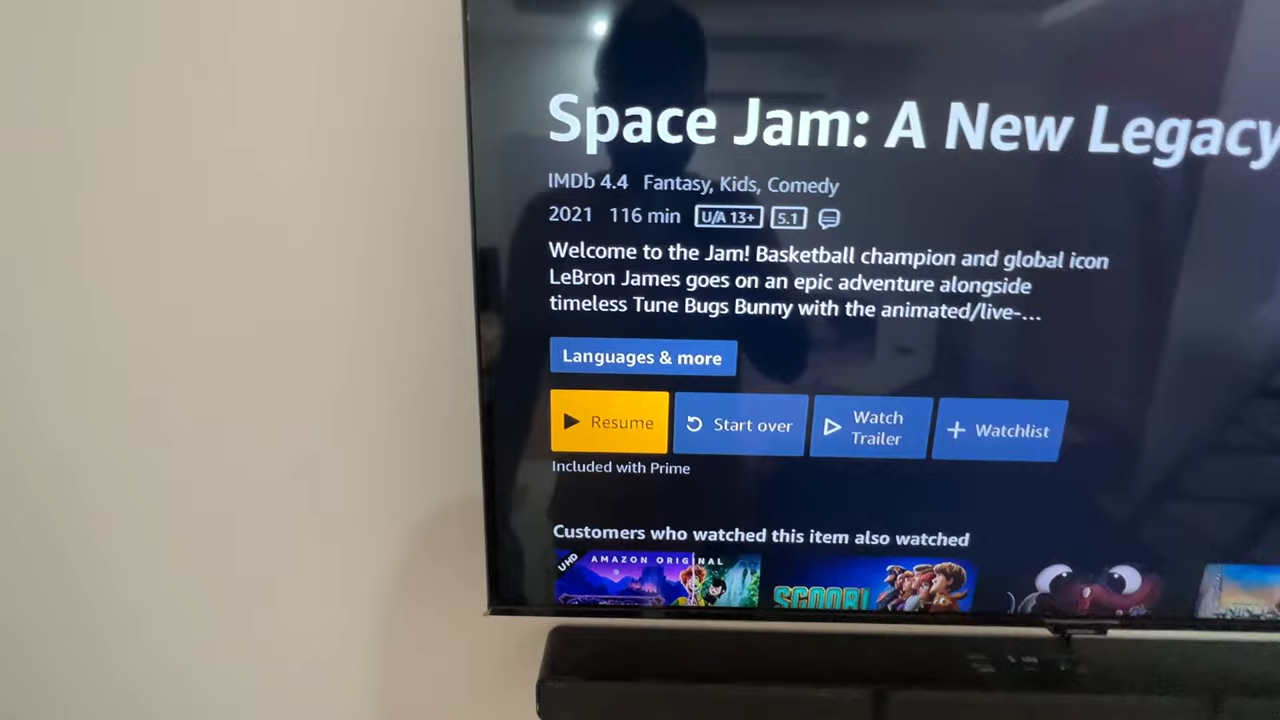 Space Jam: A New Legacy
IMDb 4.4 Fantasy, Kids, Comedy
2021 116 min U/A 13+ 5.1
Welcome to the Jam! Basketball champion and global icon
LeBron James goes on an epic adventure alongside
timeless Tune Bugs Bunny with the animated/live-...
Languages & more
Resume
Start over
Watch
Trailer
Watchlist
Included with Prime
Customers who watched this item also watched
UHD
AMAZON ORIGINAL
SCOOB!